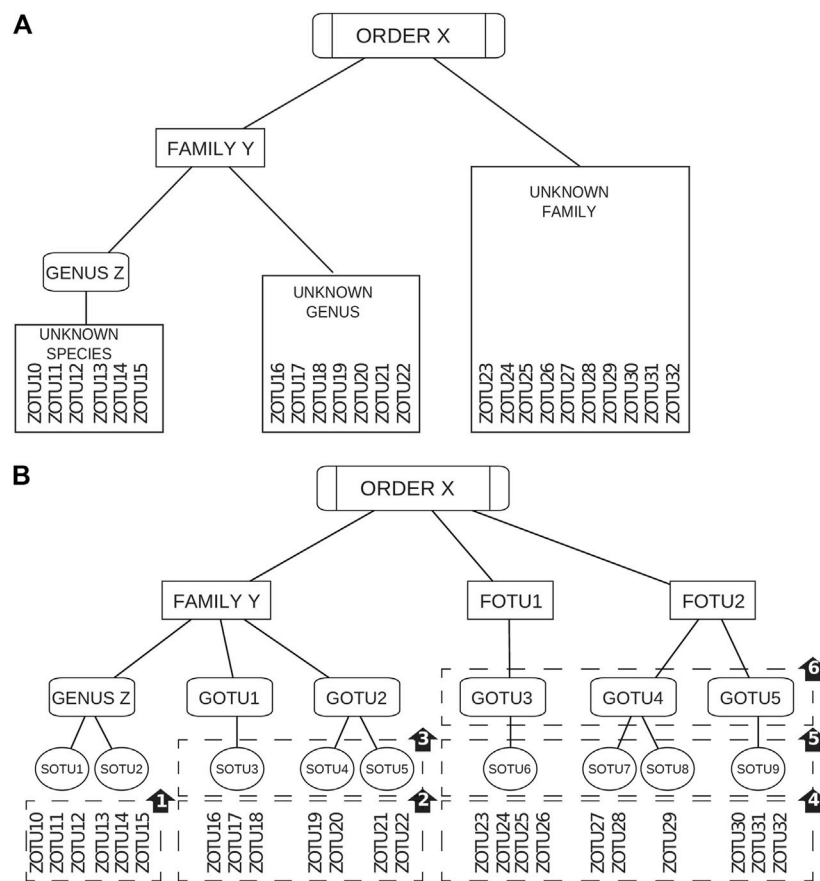 A
ORDER X
FAMILY Y
UNKNOWN
FAMILY
GENUS Z
UNKNOWN
GENUS
UNKNOWN
SPECIES
ZOTU10
ZOTU11
ZOTU12
ZOTU13
ZOTU14
ZOTU15
ZOTU16
ZOTU17
ZOTU18
ZOTU19
ZOTU20
ZOTU21
ZOTU22
ZOTU23
ZOTU24
ZOTU25
ZOTU26
ZOTU27
ZOTU28
ZOTU29
ZOTU30
ZOTU31
ZOTU32
B
ORDER X
FAMILY Y
FOTU1
FOTU2
6
GENUS Z
GOTU1
GOTU2
GOTU3
GOTU4
GOTU5
3
5
SOTU1
SOTU2
SOTU3
SOTU4
SOTU5
SOTU6
SOTU7
SOTU8
SOTU9
1
2
4
ZOTU10
ZOTU11
ZOTU12
ZOTU13
ZOTU14
ZOTU15
ZOTU16
ZOTU17
ZOTU18
ZOTU19
ZOTU20
ZOTU21
ZOTU22
ZOTU23
ZOTU24
ZOTU25
ZOTU26
ZOTU27
ZOTU28
ZOTU29
ZOTU30
ZOTU31
ZOTU32